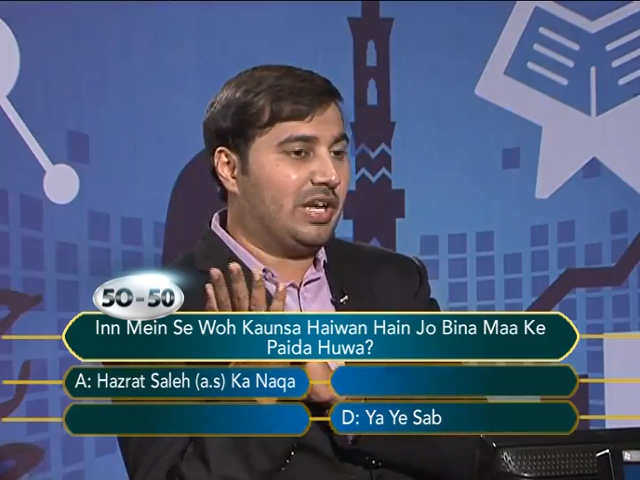 50-50
Inn Mein Se Woh Kaunsa Haiwan Hain Jo Bina Maa Ke
Paida Huwa?
A: Hazrat Saleh (a.s) Ka Naqa
D: Ya Ye Sab